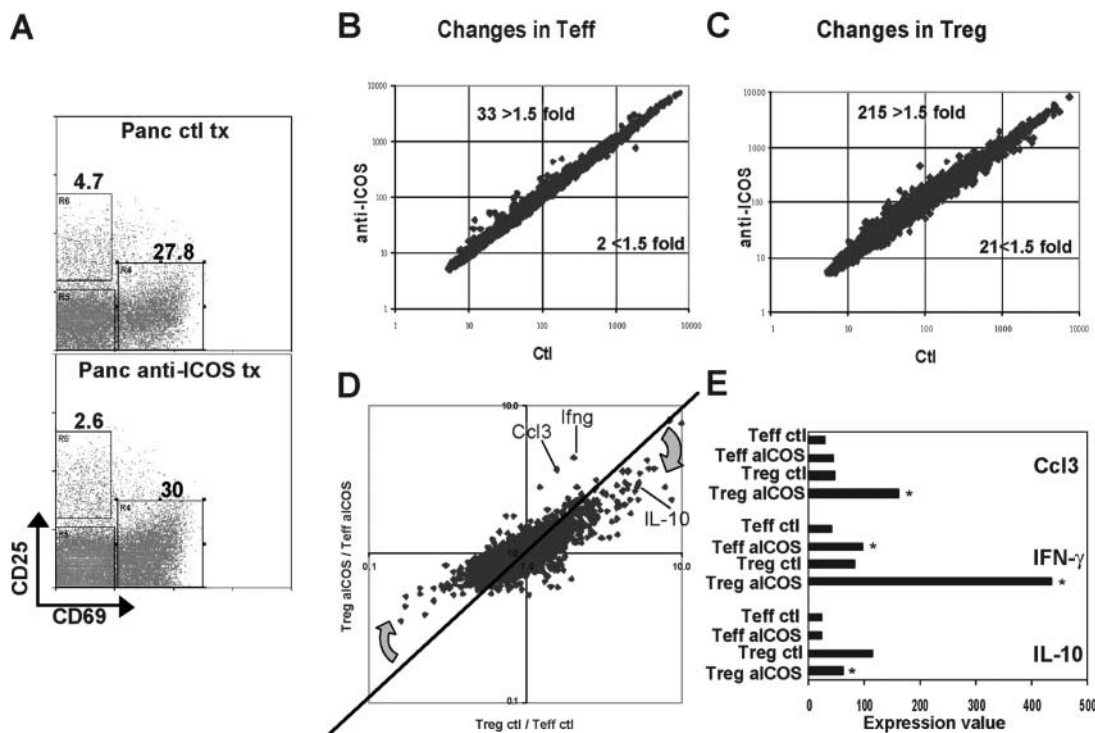 A
Panc ctl tx
4.7
R6
27.8
R4
R5
Panc anti-ICOS tx
2.6
R6
30
R4
R5
CD25
CD69
B
Changes in Teff
10000
1000
100
10
1
33 >1.5 fold
2 <1.5 fold
anti-ICOS
1 10 100 1000 10000
Ctl
C
Changes in Treg
10000
1000
100
10
1
215 >1.5 fold
21<1.5 fold
anti-ICOS
1 10 100 1000 10000
Ctl
D
10.0
Ifng
Ccl3
IL-10
0.1 1.0 10.0
1.0
0.1
Treg aICOS / Teff aICOS
Treg ctl / Teff ctl
E
Teff ctl
Teff aICOS
Treg ctl
Treg aICOS *
Ccl3
Teff ctl
Teff aICOS *
Treg ctl
Treg aICOS *
IFN-γ
Teff ctl
Teff aICOS
Treg ctl
Treg aICOS *
IL-10
0 100 200 300 400 500
Expression value